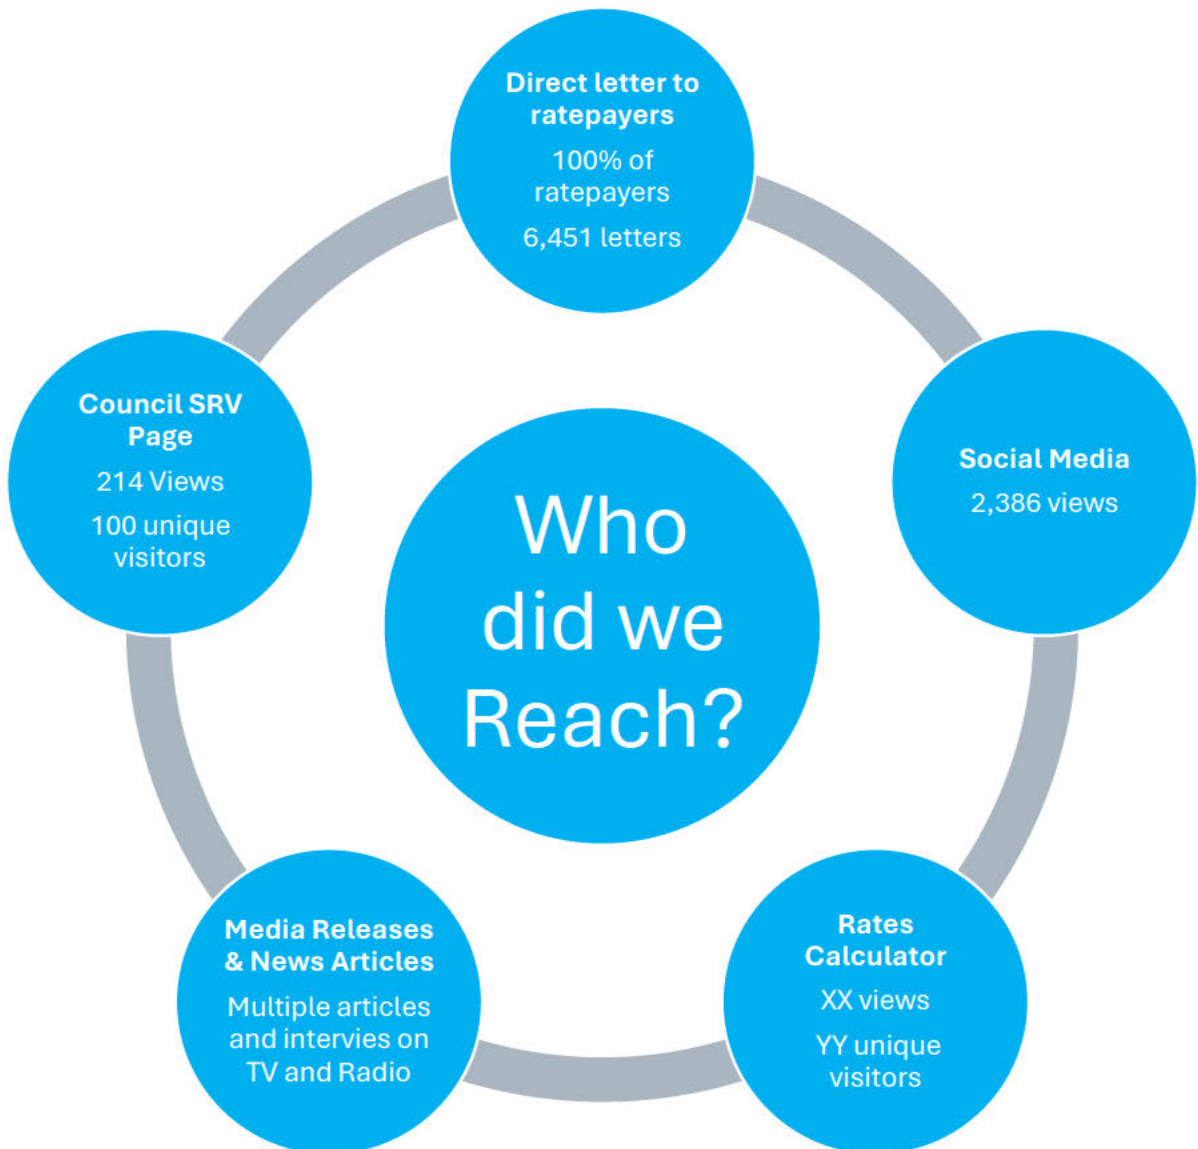 Direct letter to
ratepayers
100% of
ratepayers
6,451 letters
Social Media
2,386 views
Rates
Calculator
XX views
YY unique
visitors
Media Releases
& News Articles
Multiple articles
and intervies on
TV and Radio
Council SRV
Page
214 Views
100 unique
visitors
Who
did we
Reach?